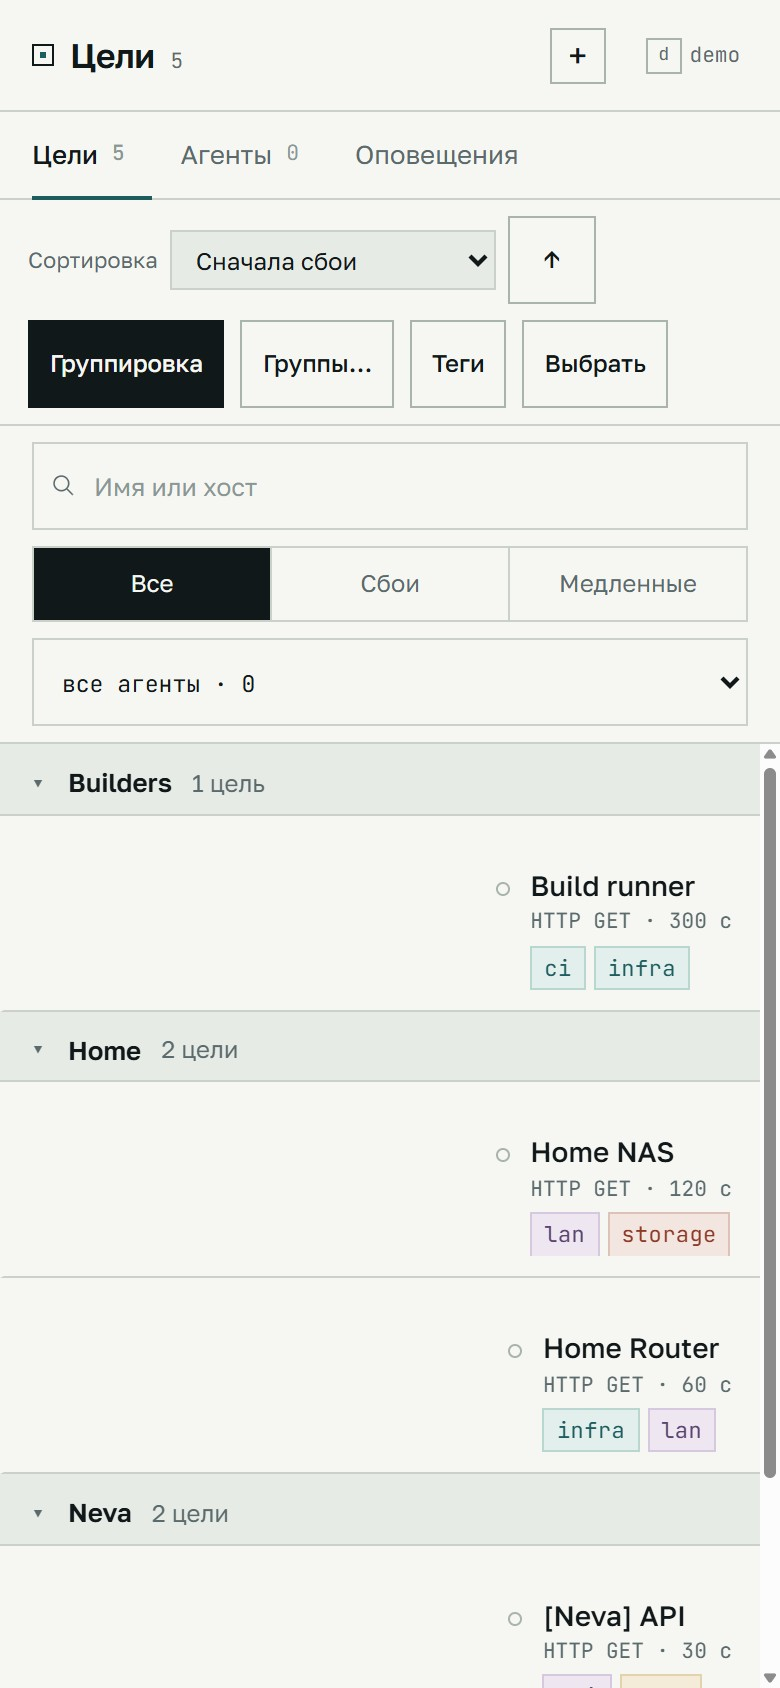 Цели 5
+
d demo
Цели 5 Агенты 0 Оповещения
Сортировка Сначала сбои ↑
Группировка Группы... Теги Выбрать
Имя или хост
Все Сбои Медленные
все агенты · 0
Builders 1 цель
Build runner
HTTP GET · 300 с
ci infra
Home 2 цели
Home NAS
HTTP GET · 120 с
lan storage
Home Router
HTTP GET · 60 с
infra lan
Neva 2 цели
[Neva] API
HTTP GET · 30 с